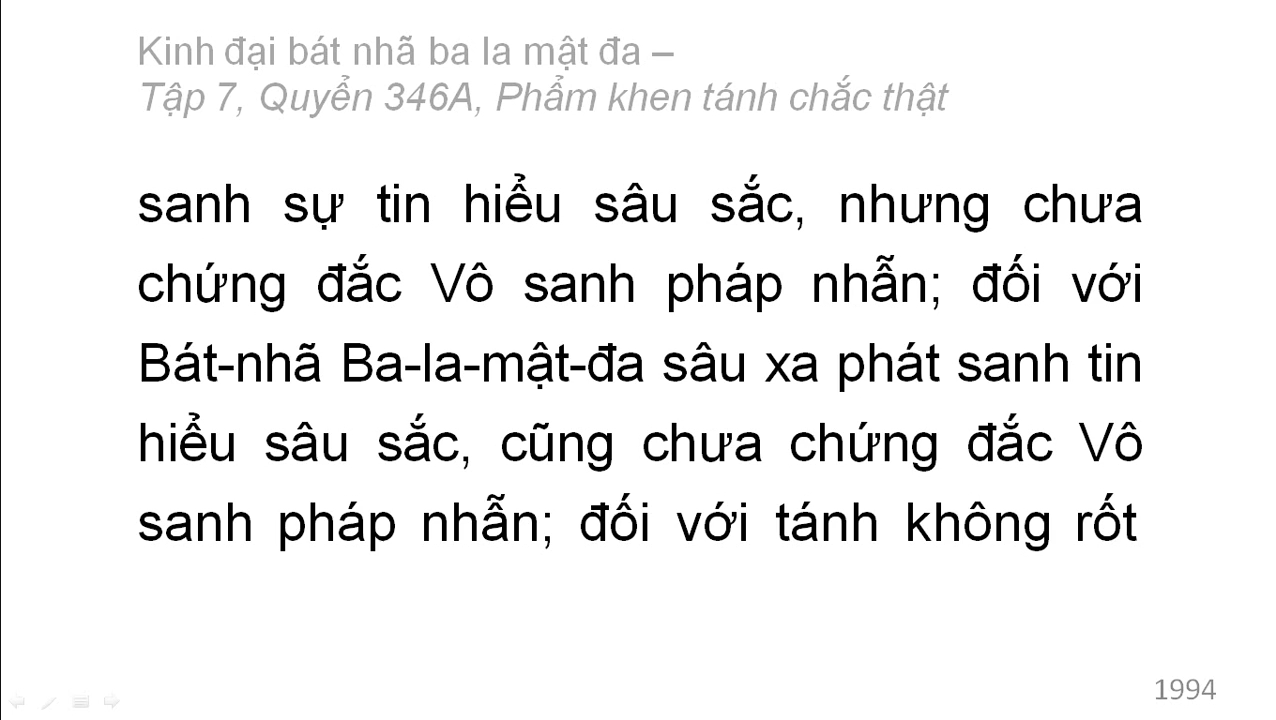 Kinh đại bát nhã ba la mật đa –
Tập 7, Quyển 346A, Phẩm khen tánh chắc thật
sanh sự tin hiểu sâu sắc, nhưng chưa
chứng đắc Vô sanh pháp nhẫn; đối với
Bát-nhã Ba-la-mật-đa sâu xa phát sanh tin
hiểu sâu sắc, cũng chưa chứng đắc Vô
sanh pháp nhẫn; đối với tánh không rốt
1994